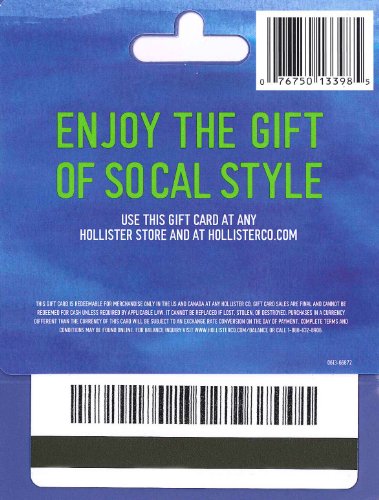 0 76750 13398 5
ENJOY THE GIFT
OF SOCAL STYLE
USE THIS GIFT CARD AT ANY
HOLLISTER STORE AND AT HOLLISTERCO.COM
THIS GIFT CARD IS REDEEMABLE FOR MERCHANDISE ONLY IN THE US AND CANADA AT ANY HOLLISTER CO. GIFT CARD SALES ARE FINAL AND CANNOT BE
REDEEMED FOR CASH UNLESS REQUIRED BY APPLICABLE LAW. IT CANNOT BE REPLACED IF LOST, STOLEN, OR DESTROYED. PURCHASES IN A CURRENCY
DIFFERENT THAN THE CURRENCY OF THIS CARD WILL BE SUBJECT TO AN EXCHANGE RATE CONVERSION ON THE DAY OF PAYMENT. COMPLETE TERMS AND
CONDITIONS MAY BE FOUND ONLINE. FOR BALANCE INQUIRY VISIT WWW.HOLLISTERCO.COM/BALANCE OR CALL
0613-66672